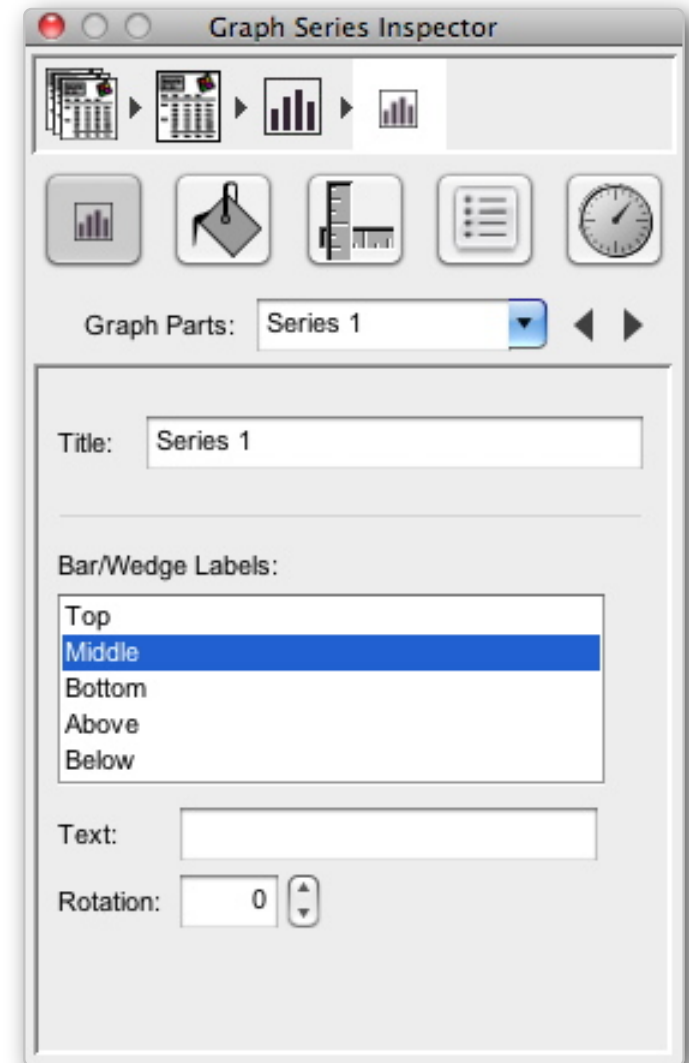 Graph Series Inspector
Graph Parts: Series 1
Title: Series 1
Bar/Wedge Labels:
Top
Middle
Bottom
Above
Below
Text:
Rotation: 0